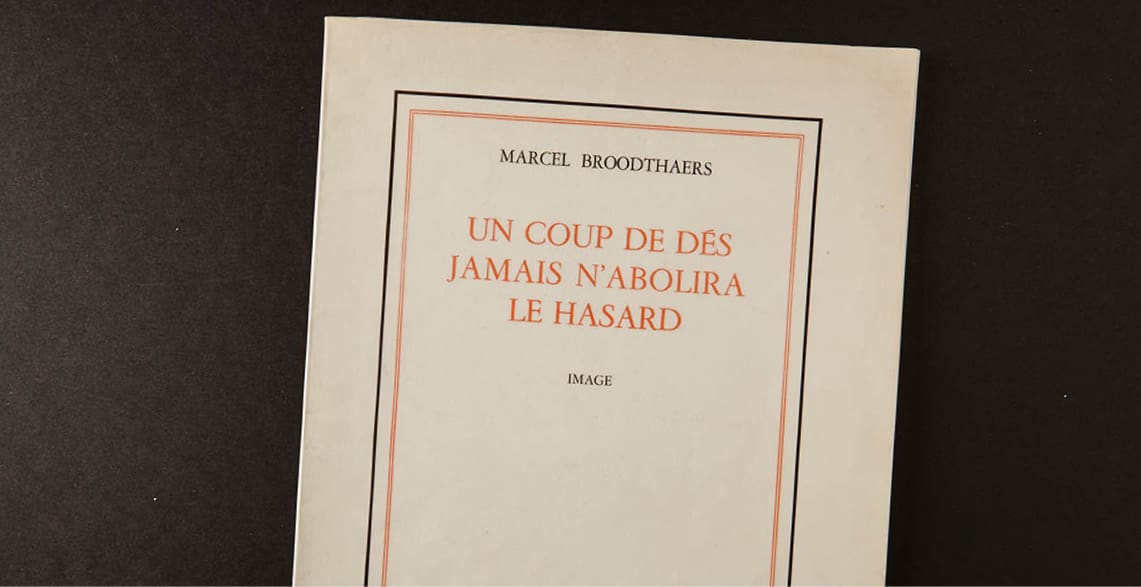 MARCEL BROODTHAERS
UN COUP DE DÉS
JAMAIS N’ABOLIRA
LE HASARD
IMAGE